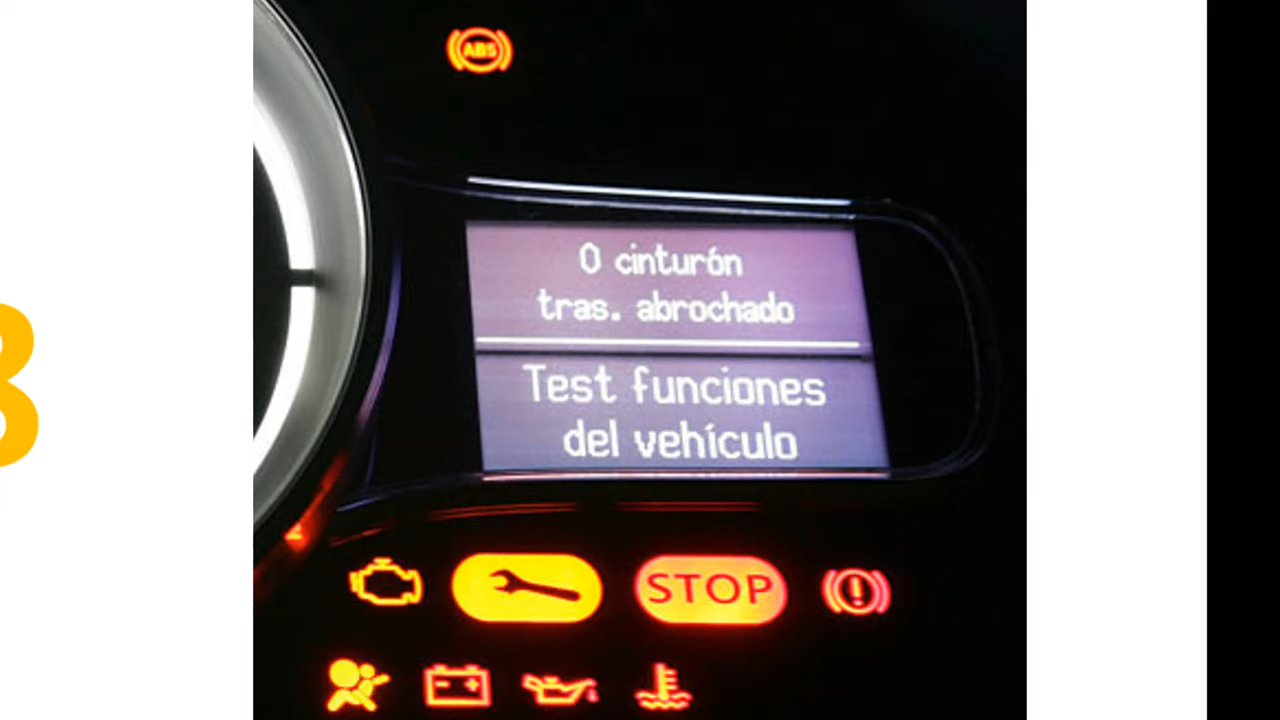 ABS
0 cinturón
tras. abrochado
Test funciones
del vehículo
STOP